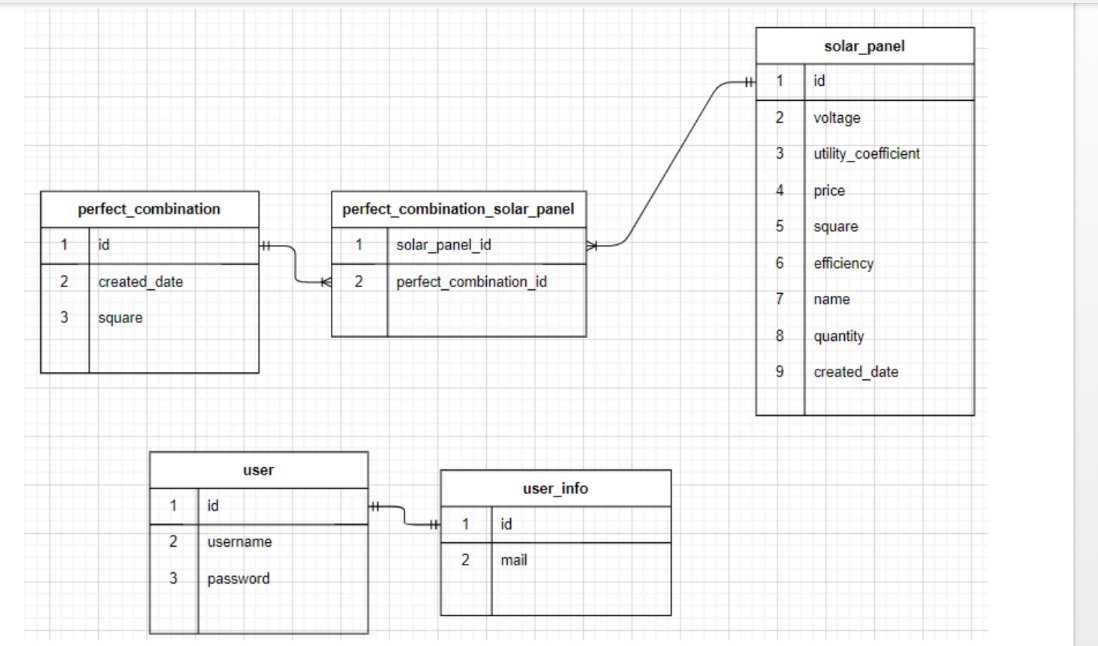 solar_panel
1 id
2 voltage
3 utility_coefficient
4 price
5 square
6 efficiency
7 name
8 quantity
9 created_date
perfect_combination
1 id
2 created_date
3 square
perfect_combination_solar_panel
1 solar_panel_id
2 perfect_combination_id
user
1 id
2 username
3 password
user_info
1 id
2 mail